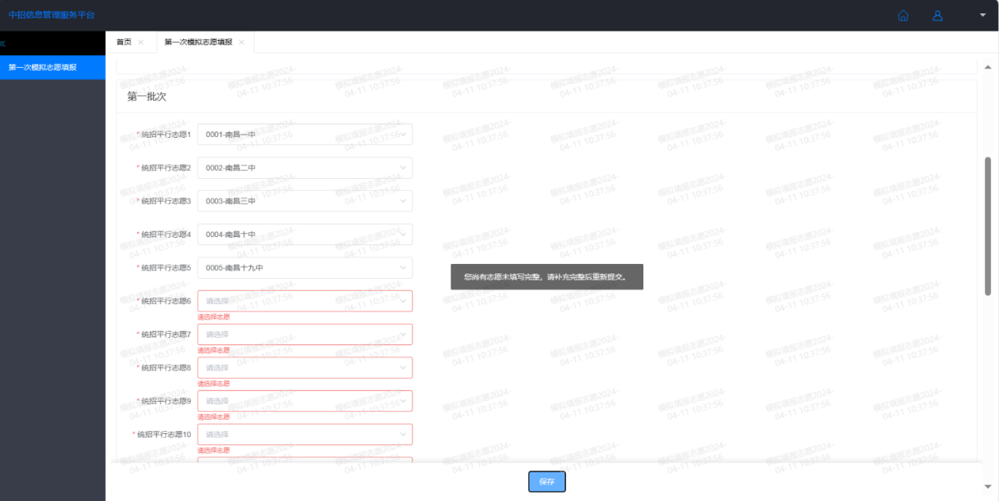 中招信息管理服务平台
首页
第一次模拟志愿填报
第一次模拟志愿填报
第一批次
* 统招平行志愿1 0001-南昌一中
* 统招平行志愿2 0002-南昌二中
* 统招平行志愿3 0003-南昌三中
* 统招平行志愿4 0004-南昌十中
* 统招平行志愿5 0005-南昌十九中
您尚有志愿未填写完整，请补充完整后重新提交。
* 统招平行志愿6 请选择
请选择志愿
* 统招平行志愿7 请选择
请选择志愿
* 统招平行志愿8 请选择
请选择志愿
* 统招平行志愿9 请选择
请选择志愿
* 统招平行志愿10 请选择
请选择志愿
保存
模拟填报志愿2024-
04-11 10:37:56